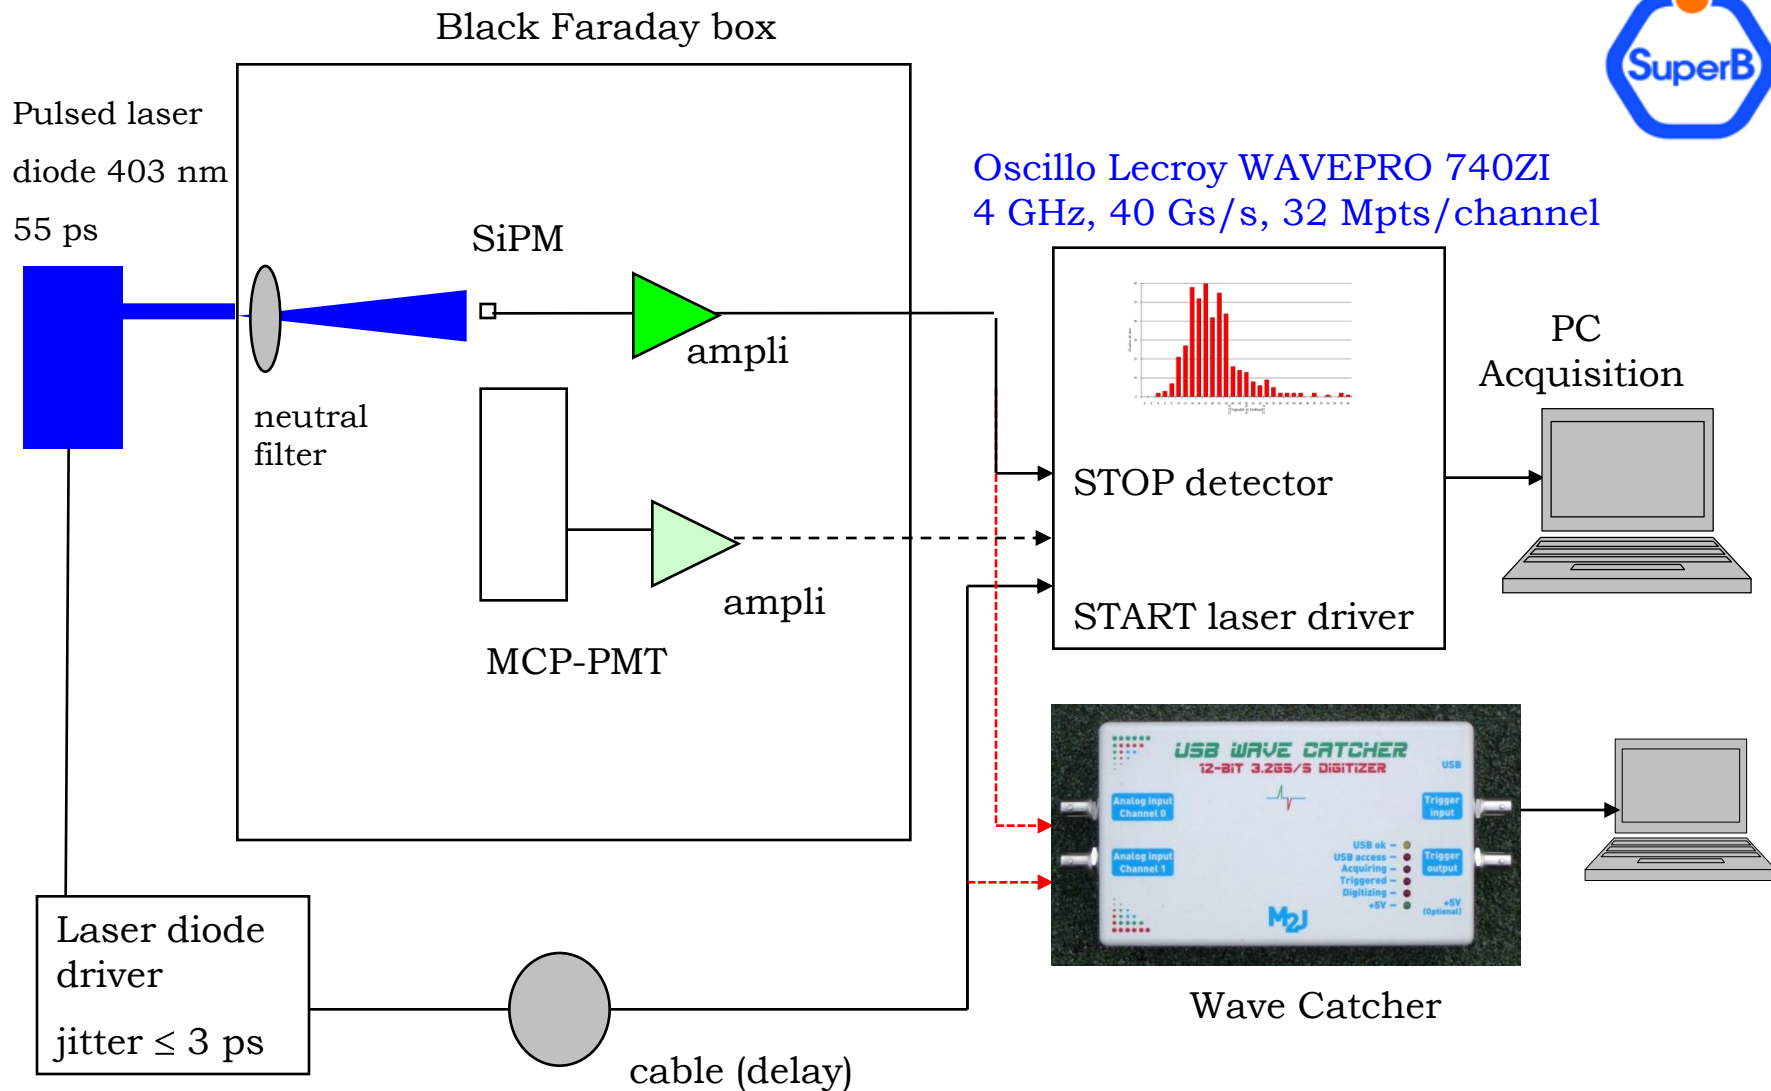 Black Faraday box
SuperB
Pulsed laser
diode 403 nm
55 ps
Oscillo Lecroy WAVEPRO 740ZI
4 GHz, 40 Gs/s, 32 Mpts/channel
SiPM
ampli
PC
Acquisition
neutral
filter
STOP detector
ampli
START laser driver
MCP-PMT
USB WAVE CATCHER
12-BIT 3.2GS/S DIGITIZER
USB
Analog input
Channel 0
Trigger
input
Analog input
Channel 1
USB ok –
USB access –
Acquiring –
Triggered –
Digitizing –
+5V –
Trigger
output
+5V
(Optional)
M2J
Wave Catcher
Laser diode
driver
jitter ≤ 3 ps
cable (delay)